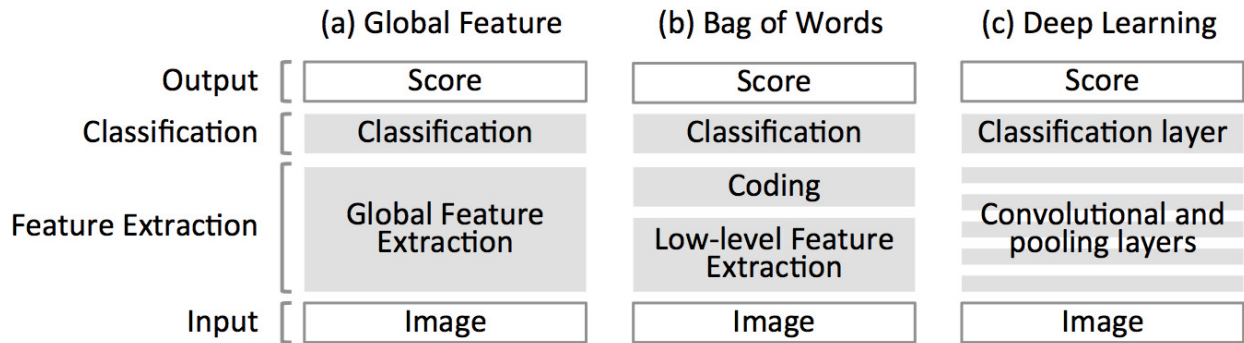 (a) Global Feature
(b) Bag of Words
(c) Deep Learning
Output
Score
Score
Score
Classification
Classification
Classification
Classification layer
Feature Extraction
Global Feature
Extraction
Coding
Low-level Feature
Extraction
Convolutional and
pooling layers
Input
Image
Image
Image